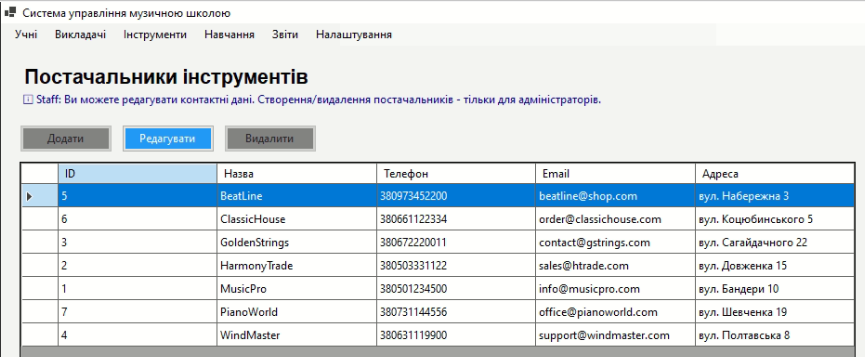 Система управління музичною школою
Учні Викладачі Інструменти Навчання Звіти Налаштування
Постачальники інструментів
Staff: Ви можете редагувати контактні дані. Створення/видалення постачальників - тільки для адміністраторів.
Додати Редагувати Видалити
ID Назва Телефон Email Адреса
5 BeatLine 380973452200 beatline@shop.com вул. Набережна 3
6 ClassicHouse 380661122334 order@classichouse.com вул. Коцюбинського 5
3 GoldenStrings 380672220011 contact@gstrings.com вул. Сагайдачного 22
2 HarmonyTrade 380503331122 sales@htrade.com вул. Довженка 15
1 MusicPro 380501234500 info@musicpro.com вул. Бандери 10
7 PianoWorld 380731144556 office@pianoworld.com вул. Шевченка 19
4 WindMaster 380631119900 support@windmaster.com вул. Полтавська 8